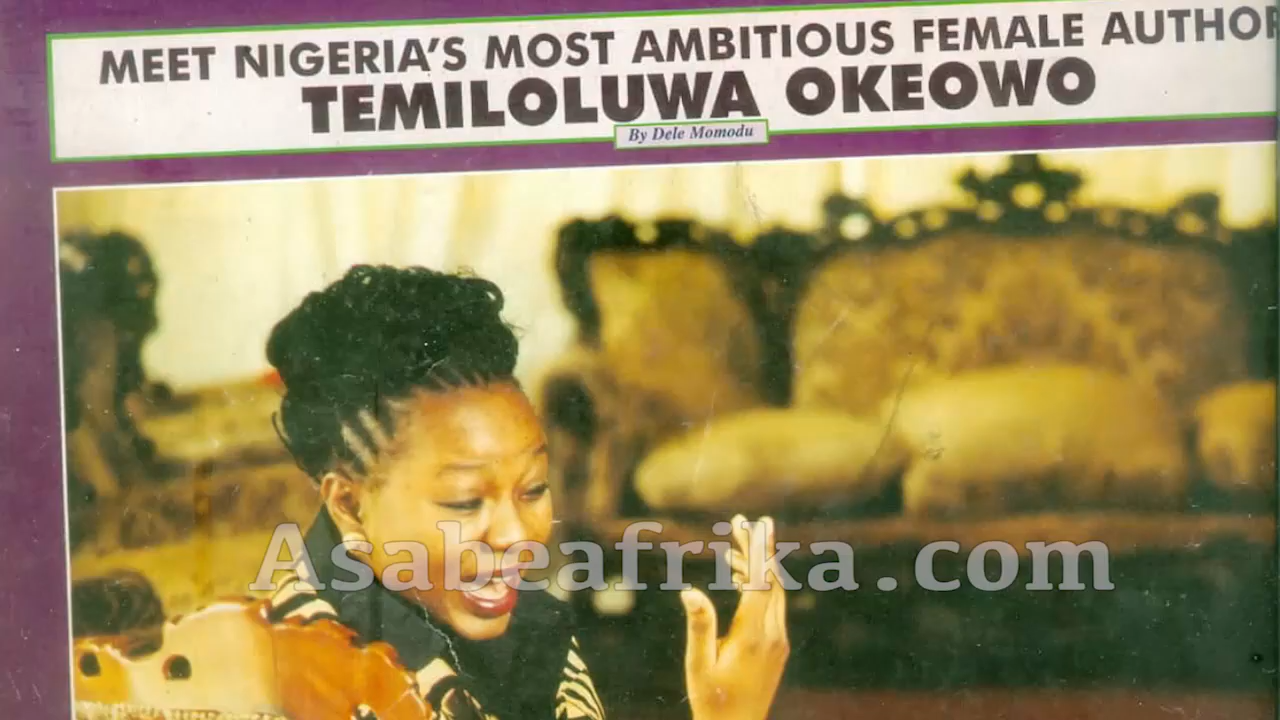 MEET NIGERIA'S MOST AMBITIOUS FEMALE AUTHOR
TEMILOLUWA OKEOWO
By Dele Momodu
Asabeafrika.com